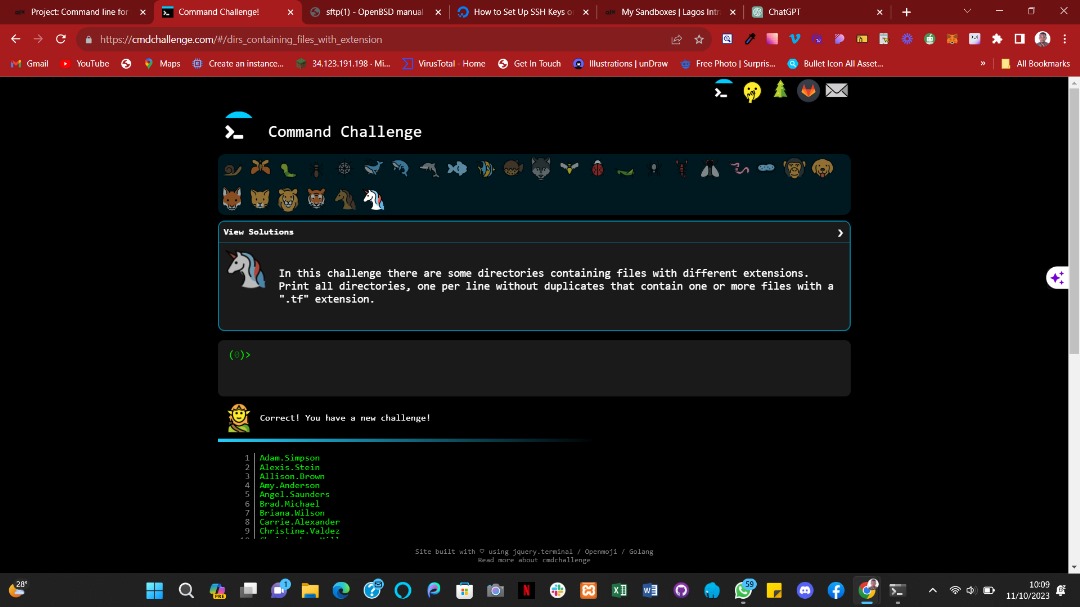 Project: Command line for
Command Challenge!
sftp(1) - OpenBSD manual
How to Set Up SSH Keys o
My Sandboxes | Lagos Intr
ChatGPT
https://cmdchallenge.com/#/dirs_containing_files_with_extension
Gmail
YouTube
Maps
Create an instance...
34.123.191.198 - Mi...
VirusTotal - Home
Get In Touch
Illustrations | unDraw
Free Photo | Surpris...
Bullet Icon All Asset...
»
All Bookmarks
Command Challenge
View Solutions
In this challenge there are some directories containing files with different extensions.
Print all directories, one per line without duplicates that contain one or more files with a
".tf" extension.
(0)>
Correct! You have a new challenge!
1 Adam.Simpson
2 Alexis.Stein
3 Allison.Brown
4 Amy.Anderson
5 Angel.Saunders
6 Brad.Michael
7 Briana.Wilson
8 Carrie.Alexander
9 Christine.Valdez
Site built with ♡ using jquery.terminal / Openmoji / Golang
Read more about cmdchallenge
28°
59
10:09
11/10/2023